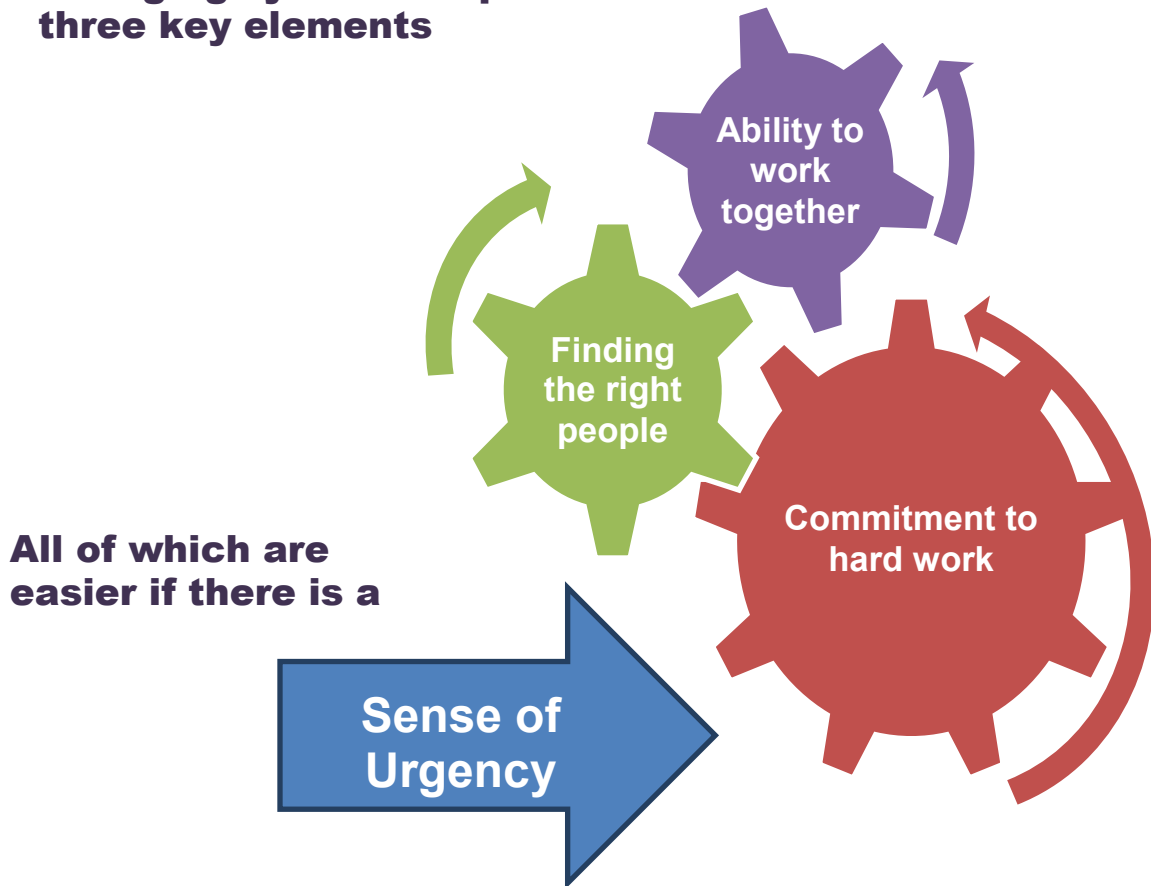 three key elements
Ability to
work
together
Finding
the right
people
Commitment to
hard work
All of which are
easier if there is a
Sense of
Urgency